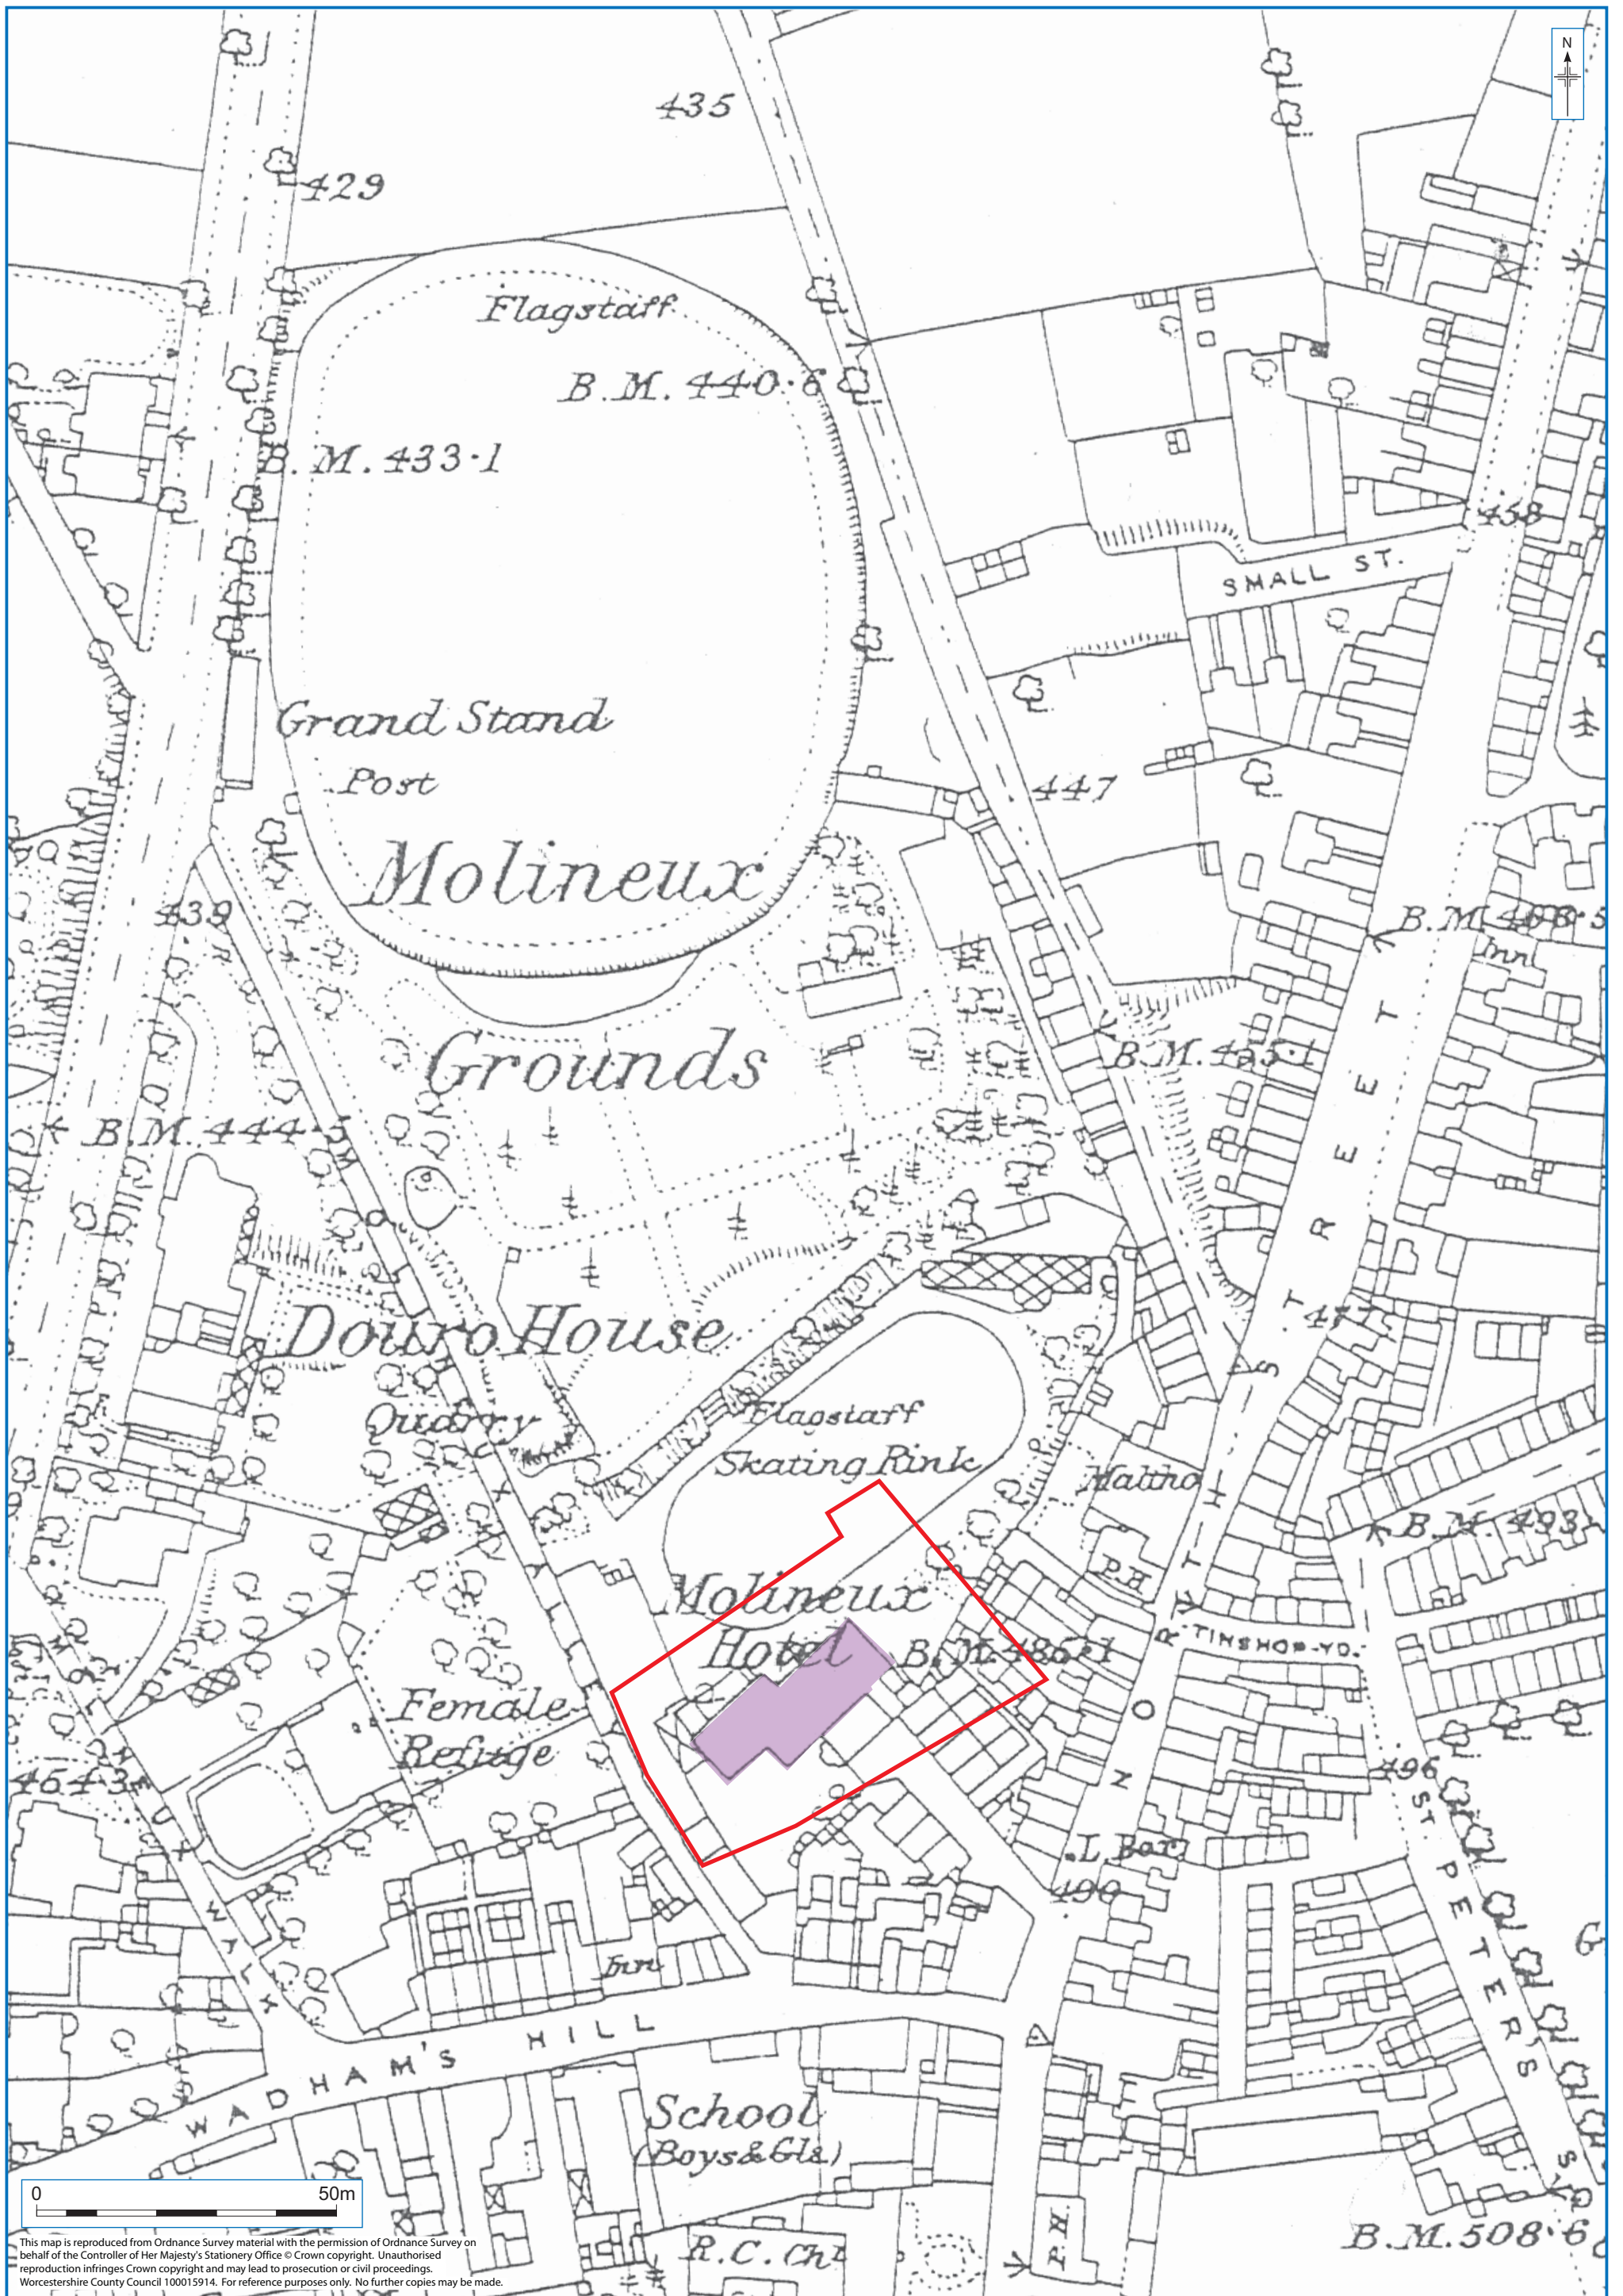 N
435
429
Flagstaff
B.M. 440·6
B.M. 433·1
458
SMALL ST.
Grand Stand
Post
447
Molineux
439
Inn
Grounds
B.M. 444·5
STREET
477
Douro House
Quarry
Flagstaff
Skating Rink
Maltho
B.M. 493
P.H.
Molineux
Hotel
B.M. 485·1
TINSHOP-YD.
NORTH
Female
Refuge
496
ST. PETER'S SQ
L. Bar
490
WALK
Inn
G
WADHAM'S HILL
School
(Boys & Gls)
P.H.
R.C. Ch.
B.M. 508·6
0 50m
This map is reproduced from Ordnance Survey material with the permission of Ordnance Survey on
behalf of the Controller of Her Majesty's Stationery Office © Crown copyright. Unauthorised
reproduction infringes Crown copyright and may lead to prosecution or civil proceedings.
Worcestershire County Council 100015914. For reference purposes only. No further copies may be made.